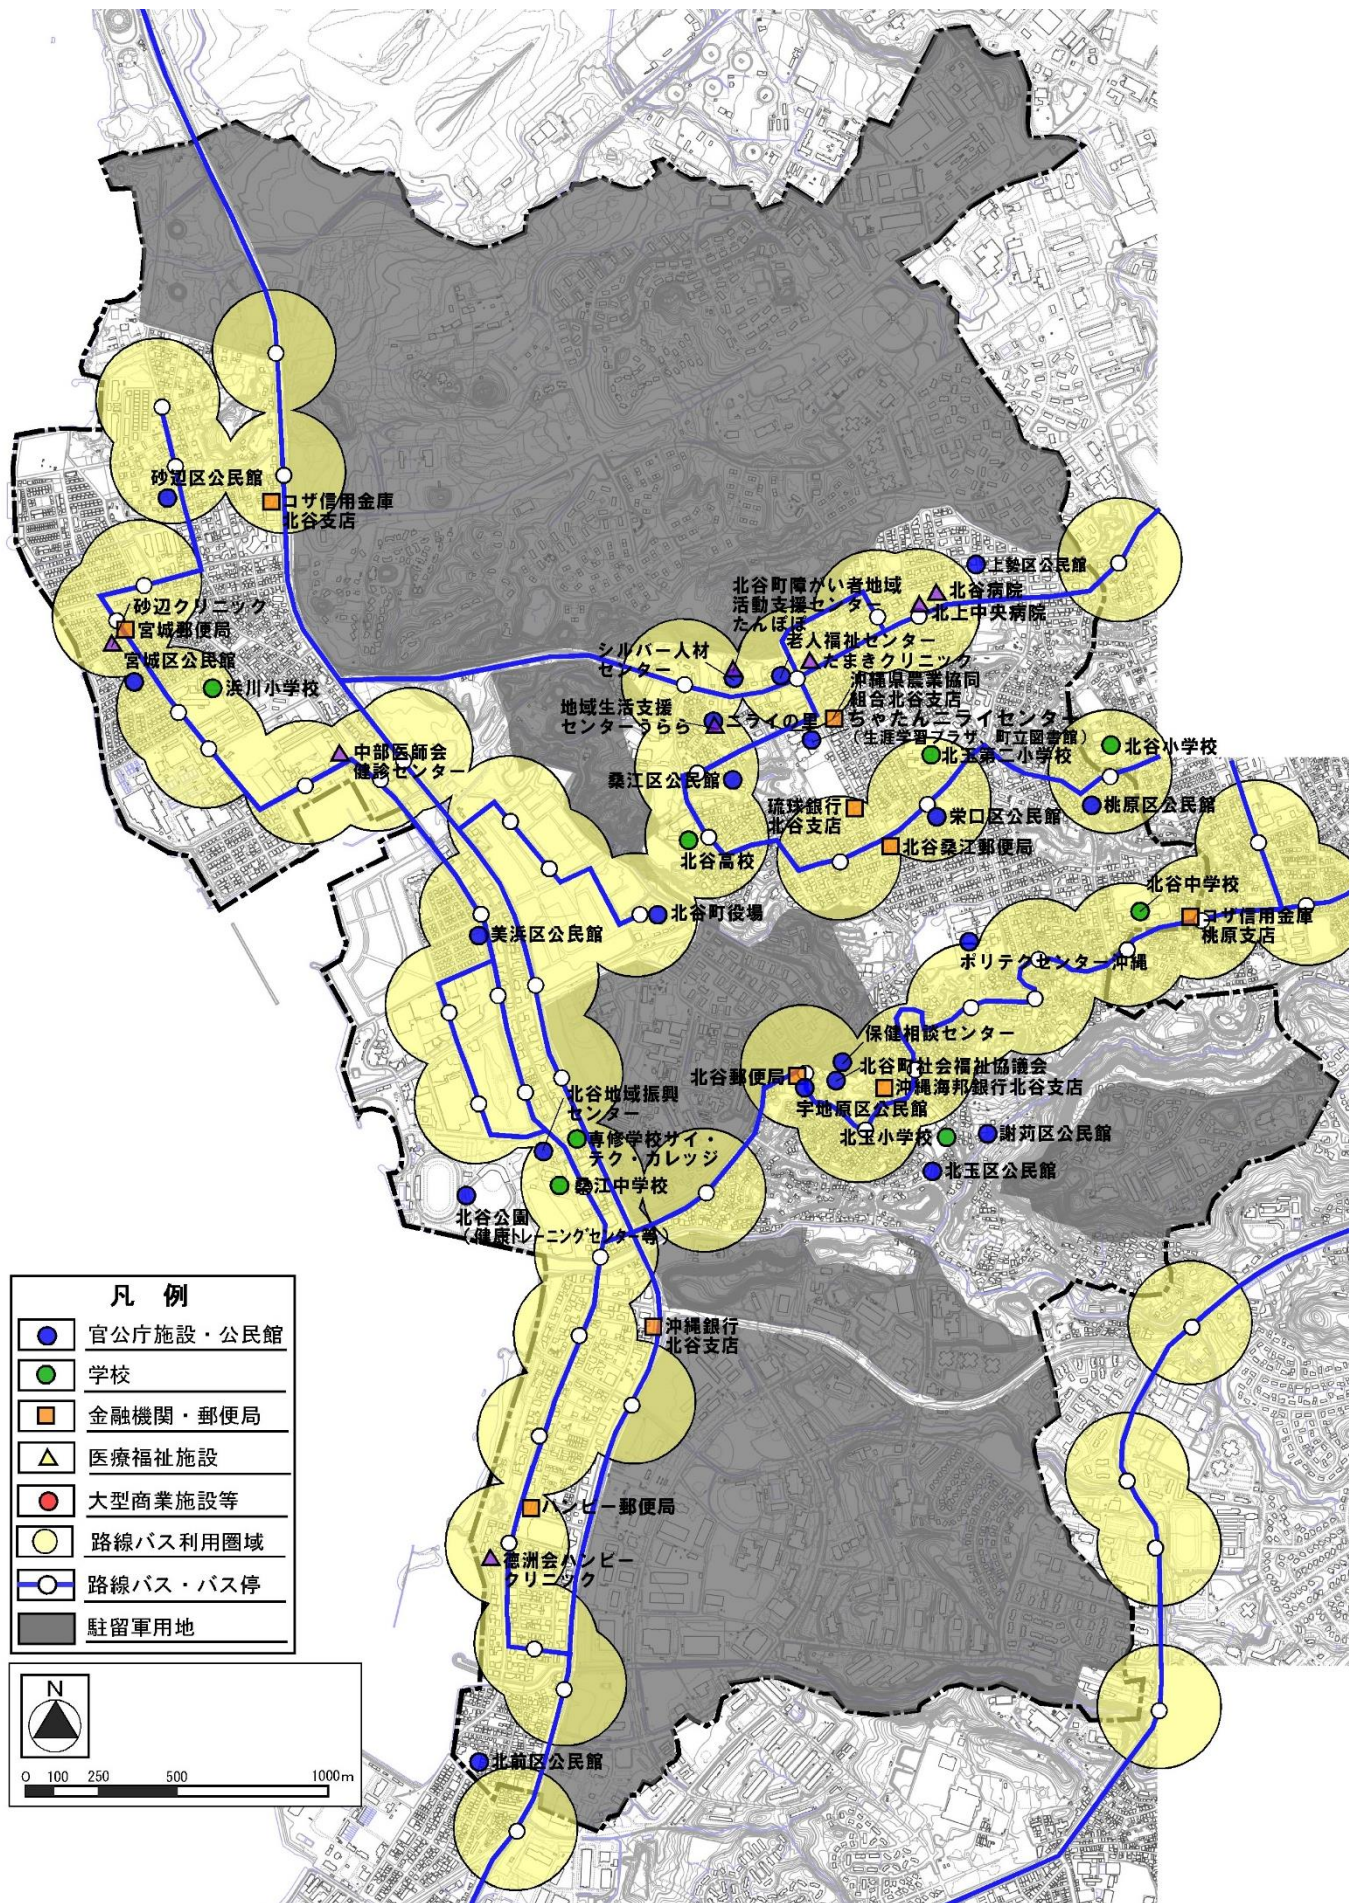 砂辺区公民館
コザ信用金庫
北谷支店
砂辺クリニック
宮城郵便局
宮城区公民館
浜川小学校
中部医師会
健診センター
北谷町障がい者地域
活動支援センター
たんぽぽ
上勢区公民館
北谷病院
北上中央病院
老人福祉センター
たまきクリニック
シルバー人材
センター
沖縄県農業協同
組合北谷支店
地域生活支援
センターうらら
ニライの里
ちゃたんニライセンター
(生涯学習プラザ 町立図書館)
北玉第二小学校
北谷小学校
桑江区公民館
琉球銀行
北谷支店
栄口区公民館
桃原区公民館
北谷高校
北谷桑江郵便局
北谷中学校
コザ信用金庫
桃原支店
北谷町役場
美浜区公民館
ポリテクセンター沖縄
保健相談センター
北谷町社会福祉協議会
北谷郵便局
沖縄海邦銀行北谷支店
宇地原区公民館
北谷地域振興
センター
北玉小学校
謝苅区公民館
専修学校サイ・
テク・カレッジ
北玉区公民館
桑江中学校
北谷公園
(健康トレーニングセンター等)
沖縄銀行
北谷支店
ハンビー郵便局
徳洲会ハンビー
クリニック
北前区公民館
凡 例
官公庁施設・公民館
学校
金融機関・郵便局
医療福祉施設
大型商業施設等
路線バス利用圏域
路線バス・バス停
駐留軍用地
N
0 100 250 500 1000m